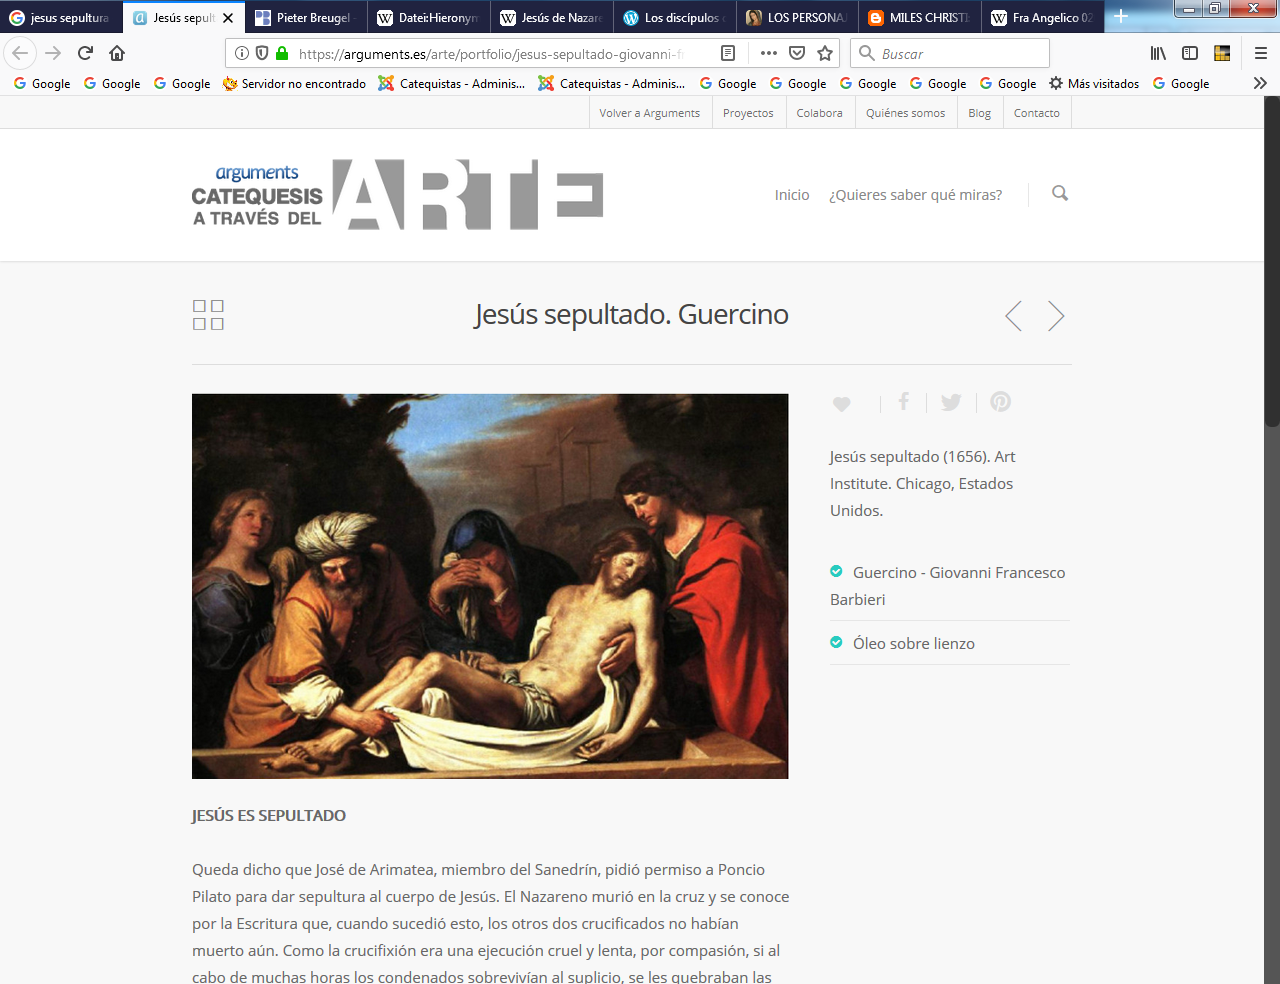 jesus sepultura
Jesús sepult
Pieter Breugel
Datei:Hieronym
Jesús de Nazare
Los discípulos
LOS PERSONA
MILES CHRISTI
Fra Angelico 02
https://arguments.es/arte/portfolio/jesus-sepultado-giovanni-f
Buscar
Google
Google
Google
Servidor no encontrado
Catequistas - Adminis...
Catequistas - Adminis...
Google
Google
Google
Google
Google
Más visitados
Google
Volver a Arguments
Proyectos
Colabora
Quiénes somos
Blog
Contacto
arguments
CATEQUESIS
A TRAVÉS DEL
ARTE
Inicio
¿Quieres saber qué miras?
Jesús sepultado. Guercino
Jesús sepultado (1656). Art
Institute. Chicago, Estados
Unidos.
Guercino - Giovanni Francesco
Barbieri
Óleo sobre lienzo
JESÚS ES SEPULTADO
Queda dicho que José de Arimatea, miembro del Sanedrín, pidió permiso a Poncio
Pilato para dar sepultura al cuerpo de Jesús. El Nazareno murió en la cruz y se conoce
por la Escritura que, cuando sucedió esto, los otros dos crucificados no habían
muerto aún. Como la crucifixión era una ejecución cruel y lenta, por compasión, si al
cabo de muchas horas los condenados sobrevivían al suplicio, se les quebraban las